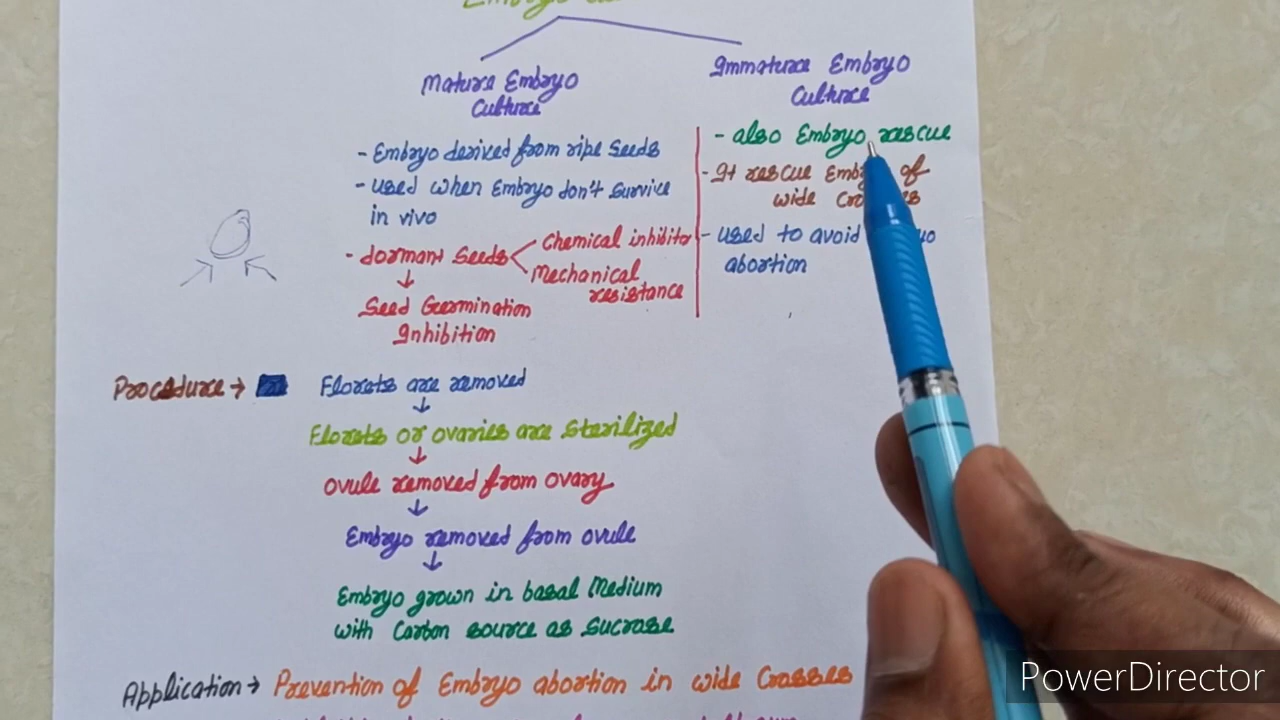 Embryo
Mature Embryo
Culture
- Embryo derived from ripe seeds
- used when Embryo don't survive
in vivo
- dormant seeds
Chemical inhibitor
Mechanical
resistance
↓
Seed Germination
Inhibition
Immature Embryo
Culture
- also Embryo rescue
- It rescue of
wide
- used to avoid
abortion
Procedure → Florets are removed
↓
Florets or ovaries are sterilized
↓
Ovule removed from ovary
↓
Embryo removed from ovule
↓
Embryo grown in basal Medium
with Carbon source as sucrose
Application → Prevention of Embryo abortion in wide Crosses
PowerDirector